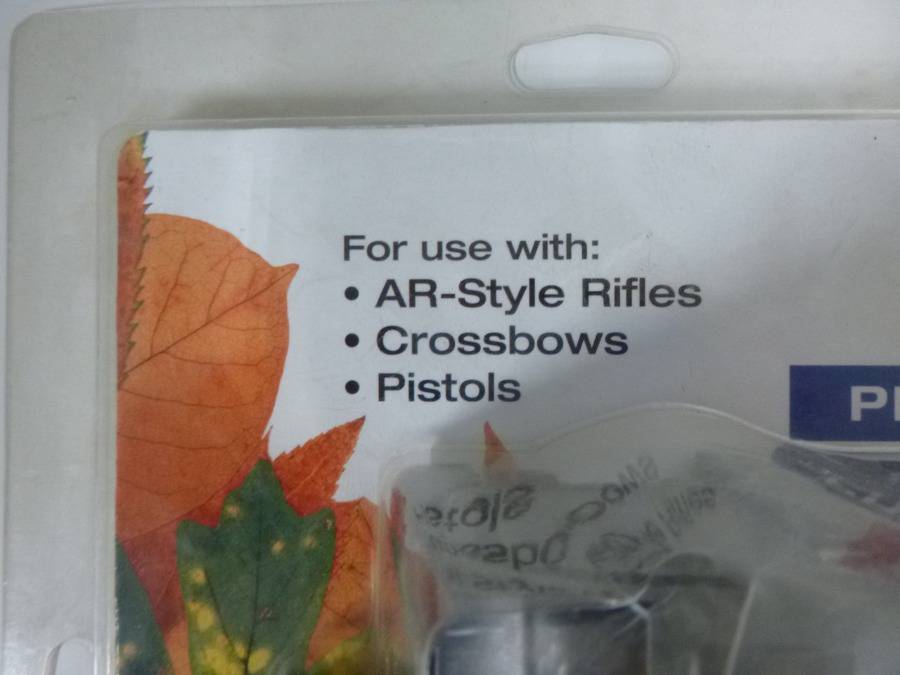 For use with:
• AR-Style Rifles
• Crossbows
• Pistols